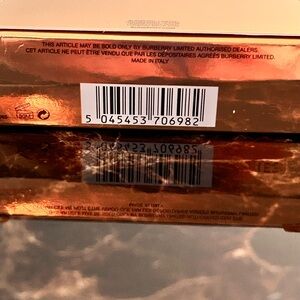 THIS ARTICLE MAY BE SOLD ONLY BY BURBERRY LIMITED AUTHORISED DEALERS
CET ARTICLE NE PEUT ÊTRE VENDU QUE PAR LES DÉPOSITAIRES AGRÉÉS BURBERRY LIMITED.
MADE IN ITALY
5 045453 706982